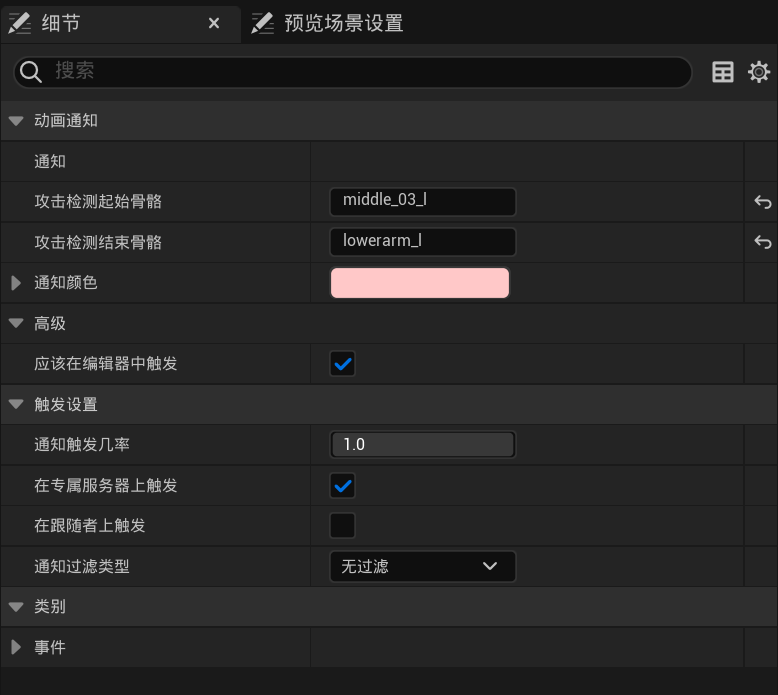 细节
预览场景设置
搜索
动画通知
通知
攻击检测起始骨骼 middle_03_l
攻击检测结束骨骼 lowerarm_l
通知颜色
高级
应该在编辑器中触发
触发设置
通知触发几率 1.0
在专属服务器上触发
在跟随者上触发
通知过滤类型 无过滤
类别
事件